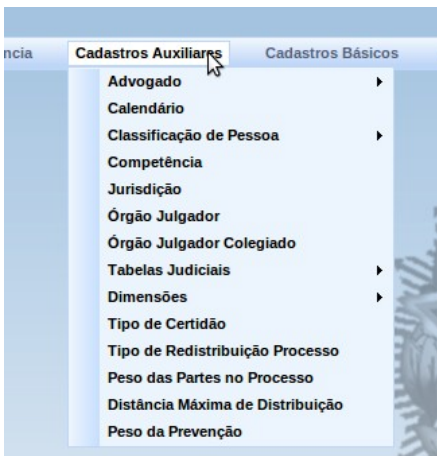 ncia Cadastros Auxiliares Cadastros Básicos
Advogado
Calendário
Classificação de Pessoa
Competência
Jurisdição
Órgão Julgador
Órgão Julgador Colegiado
Tabelas Judiciais
Dimensões
Tipo de Certidão
Tipo de Redistribuição Processo
Peso das Partes no Processo
Distância Máxima de Distribuição
Peso da Prevenção